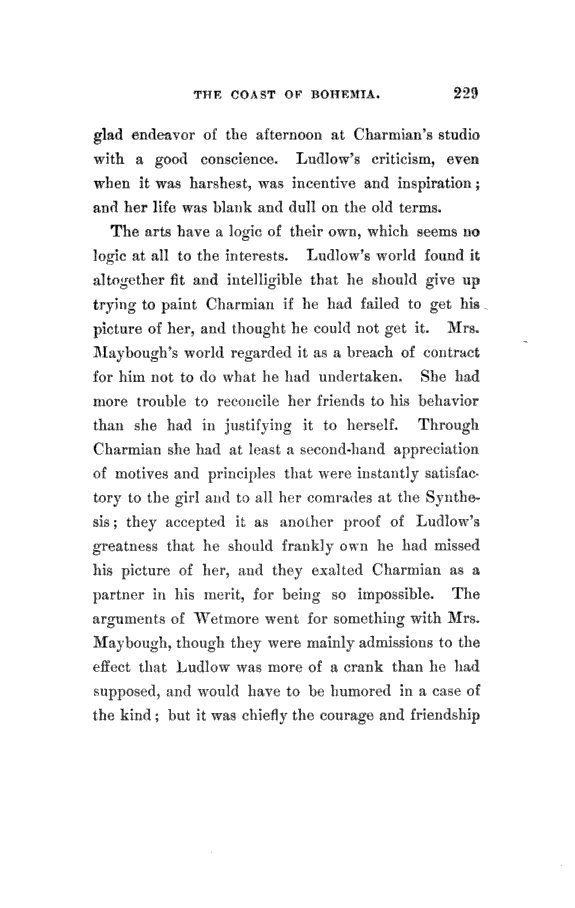 THE COAST OF BOHEMIA. 229
glad endeavor of the afternoon at Charmian's studio
with a good conscience. Ludlow's criticism, even
when it was harshest, was incentive and inspiration;
and her life was blank and dull on the old terms.
The arts have a logic of their own, which seems no
logic at all to the interests. Ludlow's world found it
altogether fit and intelligible that he should give up
trying to paint Charmian if he had failed to get his
picture of her, and thought he could not get it. Mrs.
Maybough's world regarded it as a breach of contract
for him not to do what he had undertaken. She had
more trouble to reconcile her friends to his behavior
than she had in justifying it to herself. Through
Charmian she had at least a second-hand appreciation
of motives and principles that were instantly satisfac-
tory to the girl and to all her comrades at the Synthe-
sis; they accepted it as another proof of Ludlow's
greatness that he should frankly own he had missed
his picture of her, and they exalted Charmian as a
partner in his merit, for being so impossible. The
arguments of Wetmore went for something with Mrs.
Maybough, though they were mainly admissions to the
effect that Ludlow was more of a crank than he had
supposed, and would have to be humored in a case of
the kind; but it was chiefly the courage and friendship